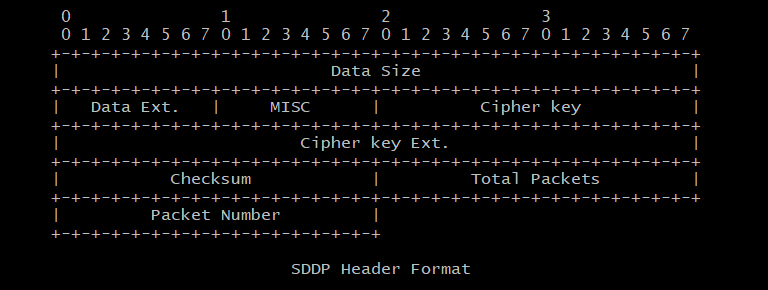 0 1 2 3
0 1 2 3 4 5 6 7 0 1 2 3 4 5 6 7 0 1 2 3 4 5 6 7 0 1 2 3 4 5 6 7
+-+-+-+-+-+-+-+-+-+-+-+-+-+-+-+-+-+-+-+-+-+-+-+-+-+-+-+-+-+-+-+-+
| Data Size |
+-+-+-+-+-+-+-+-+-+-+-+-+-+-+-+-+-+-+-+-+-+-+-+-+-+-+-+-+-+-+-+-+
| Data Ext. | MISC | Cipher key |
+-+-+-+-+-+-+-+-+-+-+-+-+-+-+-+-+-+-+-+-+-+-+-+-+-+-+-+-+-+-+-+-+
| Cipher key Ext. |
+-+-+-+-+-+-+-+-+-+-+-+-+-+-+-+-+-+-+-+-+-+-+-+-+-+-+-+-+-+-+-+-+
| Checksum | Total Packets |
+-+-+-+-+-+-+-+-+-+-+-+-+-+-+-+-+-+-+-+-+-+-+-+-+-+-+-+-+-+-+-+-+
| Packet Number |
+-+-+-+-+-+-+-+-+-+-+-+-+-+-+-+-+
SDDP Header Format